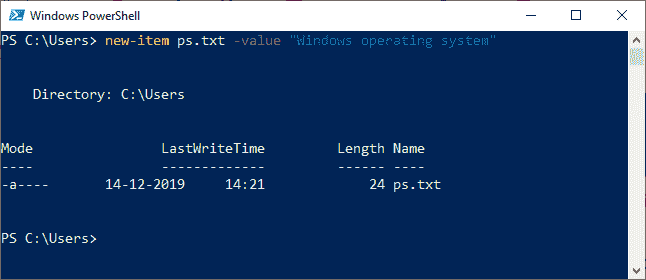 Windows PowerShell
PS C:\Users> new-item ps.txt -value "Windows operating system"
Directory: C:\Users
Mode                LastWriteTime         Length Name
----                -------------         ------ ----
-a----       14-12-2019     14:21             24 ps.txt
PS C:\Users>